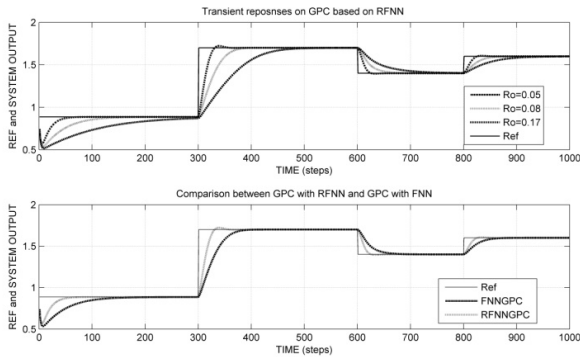 Transient reposnses on GPC based on RFNN
REF and SYSTEM OUTPUT
2
1.5
1
0.5
0 100 200 300 400 500 600 700 800 900 1000
TIME (steps)
Ro=0.05
Ro=0.08
Ro=0.17
Ref
Comparison between GPC with RFNN and GPC with FNN
REF and SYSTEM OUTPUT
2
1.5
1
0.5
0 100 200 300 400 500 600 700 800 900 1000
TIME (steps)
Ref
FNNGPC
RFNNGPC